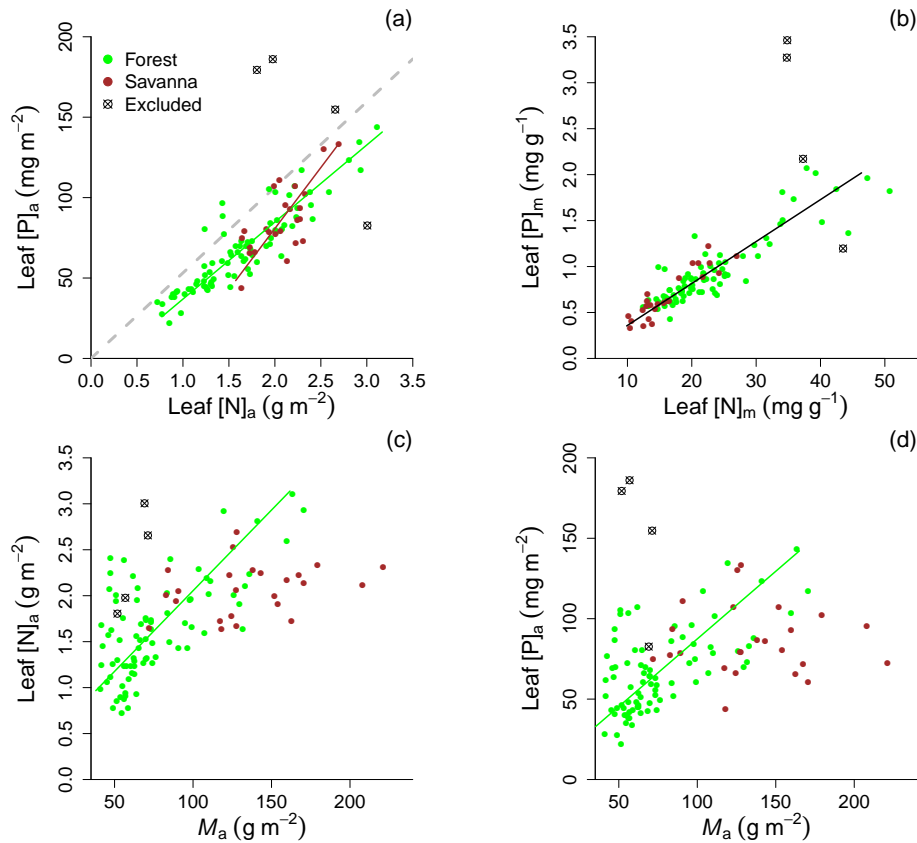 (a)
200
150
100
50
0
Leaf [P]a (mg m−2)
Forest
Savanna
Excluded
0.0 0.5 1.0 1.5 2.0 2.5 3.0 3.5
Leaf [N]a (g m−2)
(b)
3.5
3.0
2.5
2.0
1.5
1.0
0.5
0.0
Leaf [P]m (mg g−1)
10 20 30 40 50
Leaf [N]m (mg g−1)
(c)
3.5
3.0
2.5
2.0
1.5
1.0
0.5
0.0
Leaf [N]a (g m−2)
50 100 150 200
Ma (g m−2)
(d)
200
150
100
50
0
Leaf [P]a (mg m−2)
50 100 150 200
Ma (g m−2)